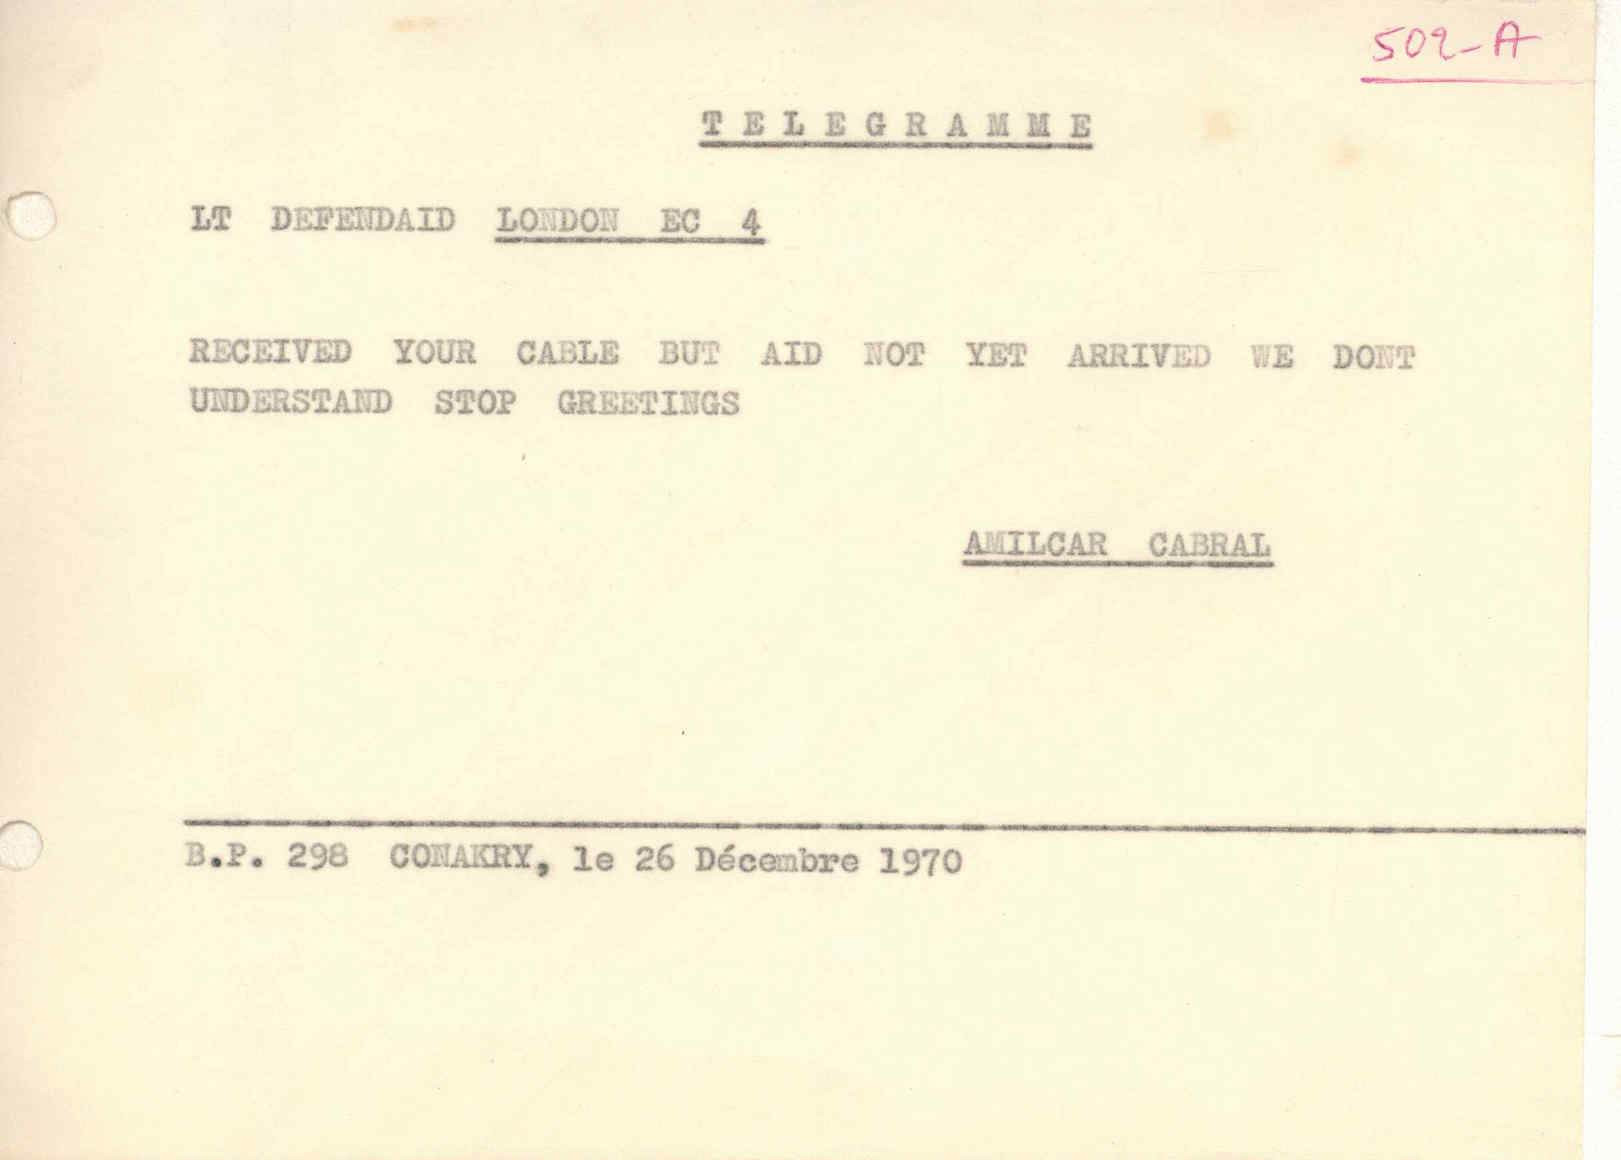 502-A
TELEGRAMME
LT DEFENDAID LONDON EC 4
RECEIVED YOUR CABLE BUT AID NOT YET ARRIVED WE DONT
UNDERSTAND STOP GREETINGS
AMILCAR CABRAL
B.P. 298 CONAKRY, le 26 Décembre 1970